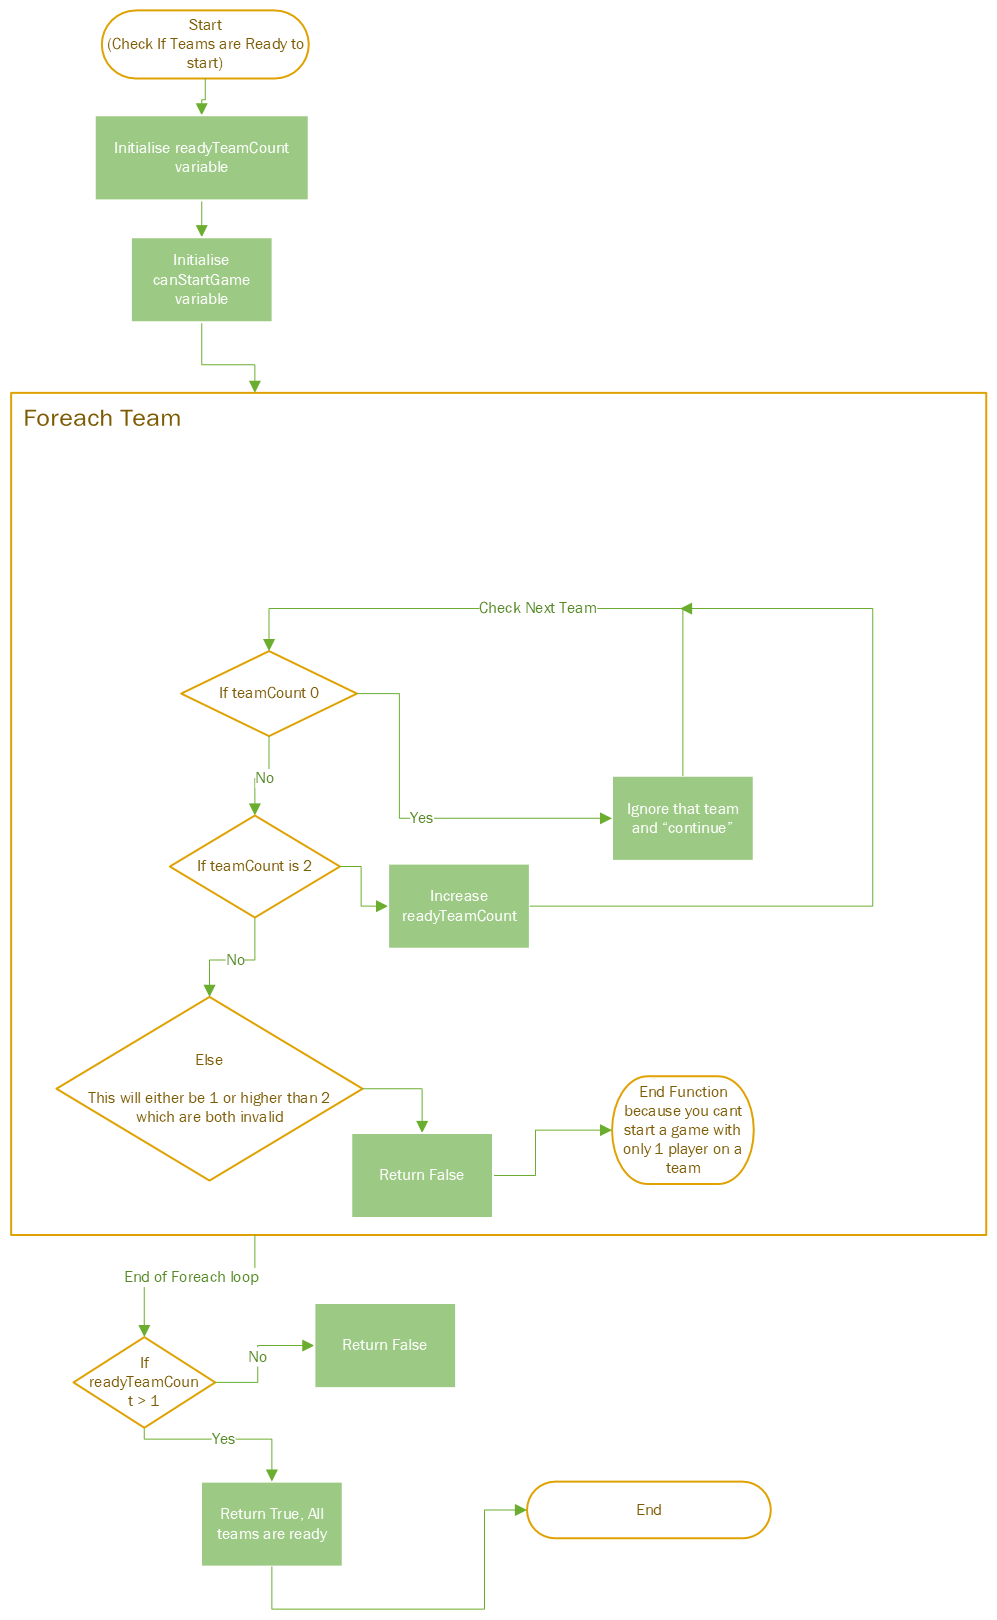 Start
(Check If Teams are Ready to
start)
Initialise readyTeamCount
variable
Initialise
canStartGame
variable
Foreach Team
Check Next Team
If teamCount 0
No
Yes
Ignore that team
and “continue”
If teamCount is 2
Increase
readyTeamCount
No
Else
This will either be 1 or higher than 2
which are both invalid
Return False
End Function
because you cant
start a game with
only 1 player on a
team
End of Foreach loop
If
readyTeamCoun
t > 1
No
Return False
Yes
Return True, All
teams are ready
End